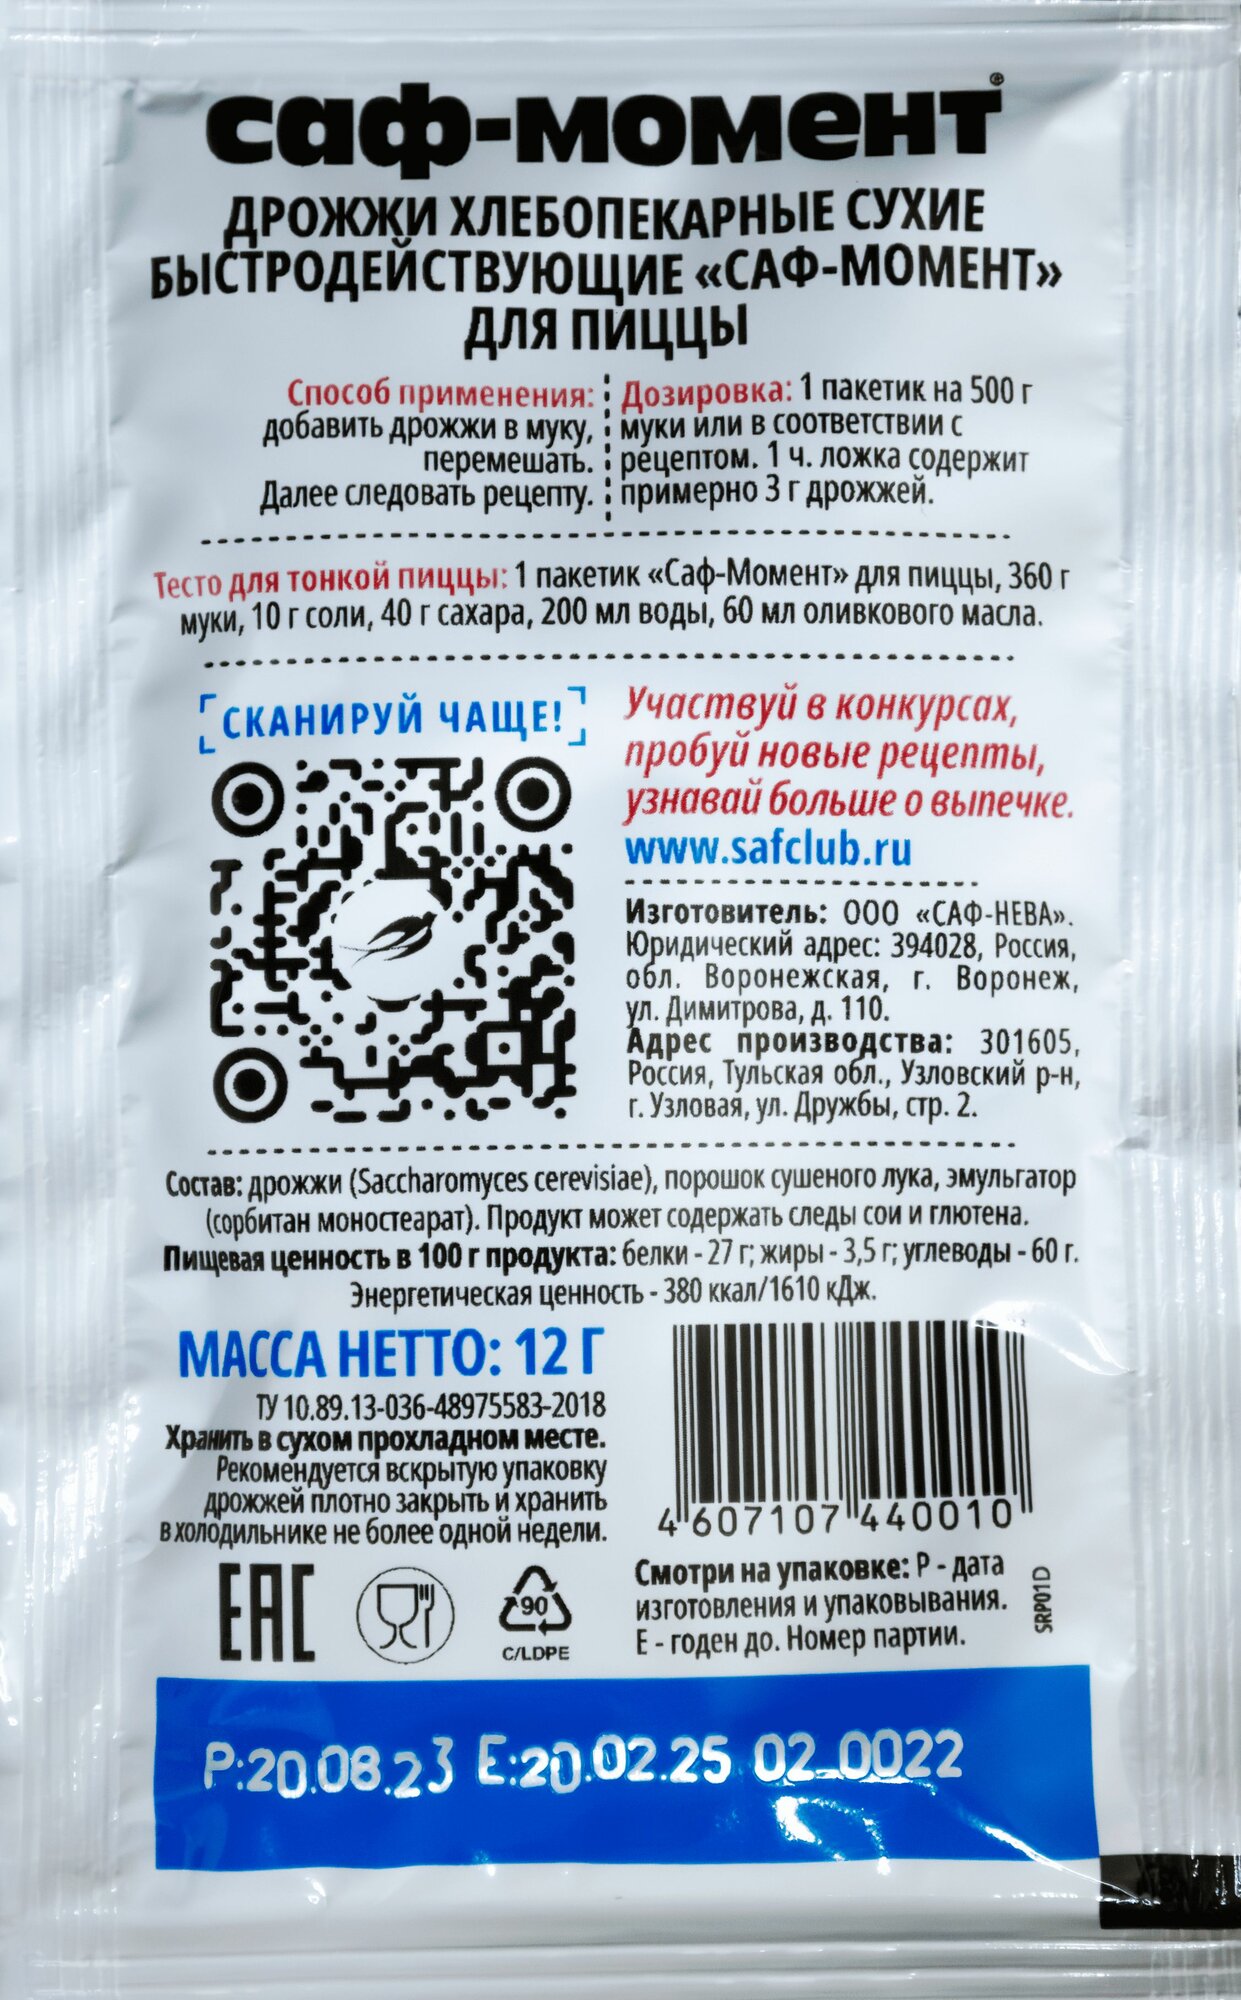 саф-момент®
ДРОЖЖИ ХЛЕБОПЕКАРНЫЕ СУХИЕ
БЫСТРОДЕЙСТВУЮЩИЕ «САФ-МОМЕНТ»
ДЛЯ ПИЦЦЫ
Способ применения:
добавить дрожжи в муку,
перемешать.
Далее следовать рецепту.
Дозировка: 1 пакетик на 500 г
муки или в соответствии с
рецептом. 1 ч. ложка содержит
примерно 3 г дрожжей.
Тесто для тонкой пиццы: 1 пакетик «Саф-Момент» для пиццы, 360 г
муки, 10 г соли, 40 г сахара, 200 мл воды, 60 мл оливкового масла.
СКАНИРУЙ ЧАЩЕ!
Участвуй в конкурсах,
пробуй новые рецепты,
узнавай больше о выпечке.
www.safclub.ru
Изготовитель: ООО «САФ-НЕВА».
Юридический адрес: 394028, Россия,
обл. Воронежская, г. Воронеж,
ул. Димитрова, д. 110.
Адрес производства: 301605,
Россия, Тульская обл., Узловский р-н,
г. Узловая, ул. Дружбы, стр. 2.
Состав: дрожжи (Saccharomyces cerevisiae), порошок сушеного лука, эмульгатор
(сорбитан моностеарат). Продукт может содержать следы сои и глютена.
Пищевая ценность в 100 г продукта: белки - 27 г; жиры - 3,5 г; углеводы - 60 г.
Энергетическая ценность - 380 ккал/1610 кДж.
МАССА НЕТТО: 12 Г
ТУ 10.89.13-036-48975583-2018
Хранить в сухом прохладном месте.
Рекомендуется вскрытую упаковку
дрожжей плотно закрыть и хранить
в холодильнике не более одной недели.
4 607107 440010
EAC
90
C/LDPE
Смотри на упаковке: P - дата
изготовления и упаковывания.
E - годен до. Номер партии.
SRP01D
P:20.08.23 E:20.02.25 02_0022